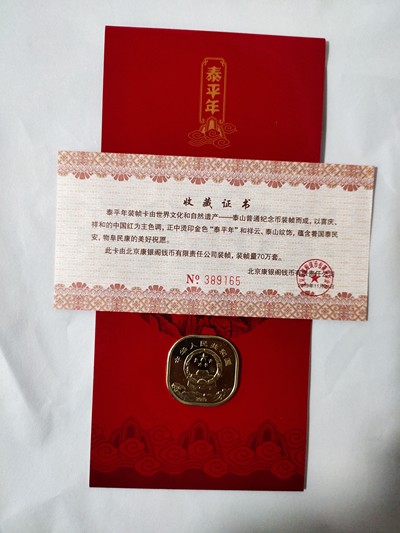 泰平年
收藏证书
泰平年装帧卡由世界文化和自然遗产——泰山普通纪念币装帧而成，以喜庆、
祥和的中国红为主色调，正中烫印金色“泰平年”和祥云、泰山纹饰，蕴含着国泰民
安、物阜民康的美好祝愿。
此卡由北京康银阁钱币有限责任公司装帧，装帧量70万套。
北京康银阁钱币有限责任公司
№ 389165
中华人民共和国
2019